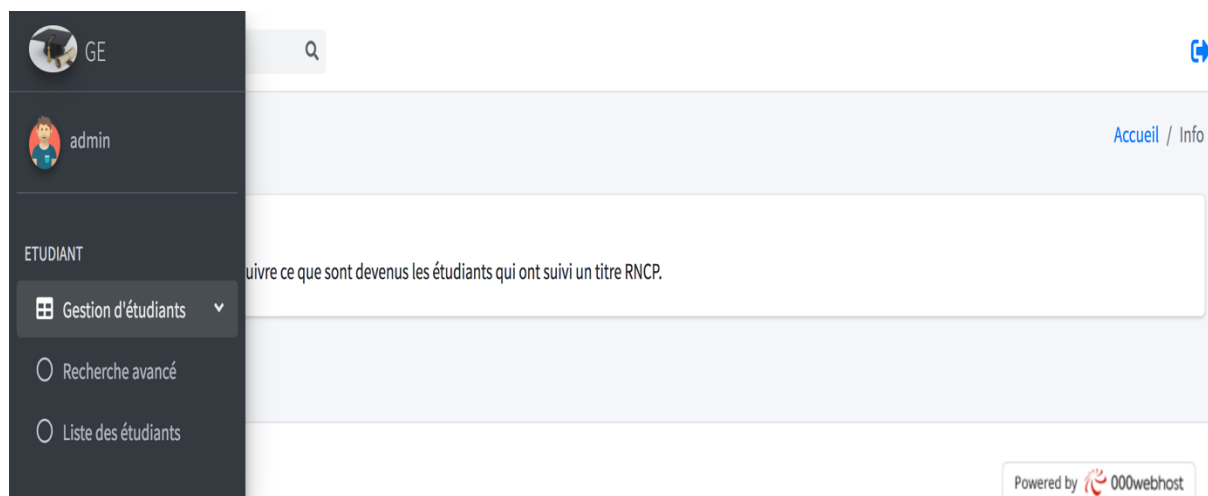 GE
admin
Accueil / Info
ETUDIANT
uivre ce que sont devenus les étudiants qui ont suivi un titre RNCP.
Gestion d'étudiants
Recherche avancé
Liste des étudiants
Powered by 000webhost